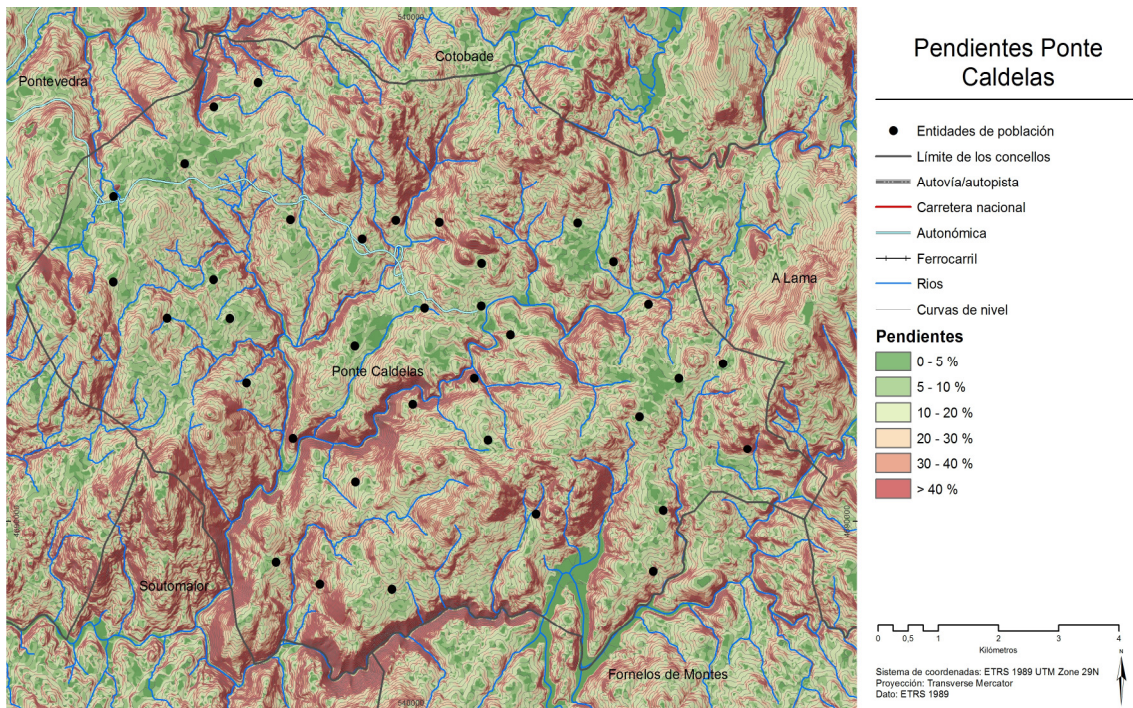 540000
Cotobade
Pontevedra
A Lama
Ponte Caldelas
Soutomaior
Fornelos de Montes
540000
Pendientes Ponte
Caldelas
Entidades de población
Límite de los concellos
Autovía/autopista
Carretera nacional
Autonómica
Ferrocarril
Rios
Curvas de nivel
Pendientes
0 - 5 %
5 - 10 %
10 - 20 %
20 - 30 %
30 - 40 %
> 40 %
0 0,5 1 2 3 4
Kilómetros
N
Sistema de coordenadas: ETRS 1989 UTM Zone 29N
Proyección: Transverse Mercator
Dato: ETRS 1989